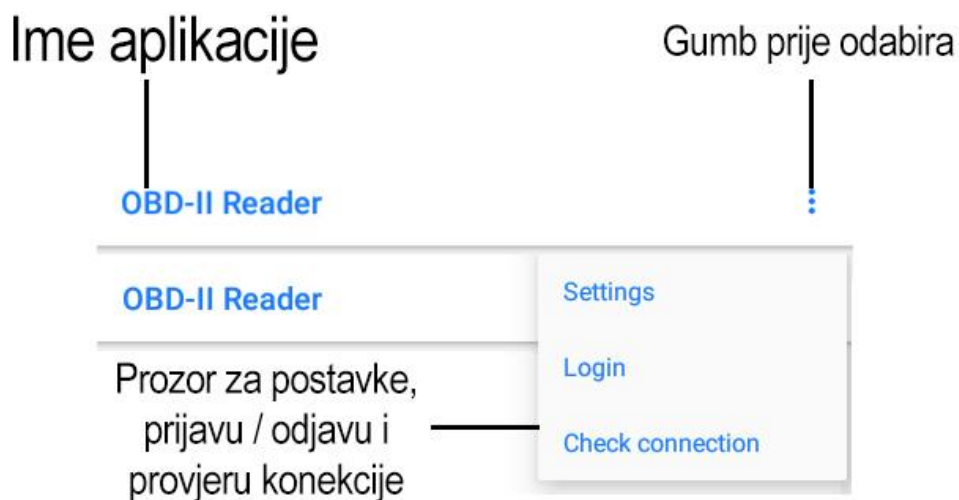 Ime aplikacije
Gumb prije odabira
OBD-II Reader
OBD-II Reader
Settings
Login
Check connection
Prozor za postavke,
prijavu / odjavu i
provjeru konekcije